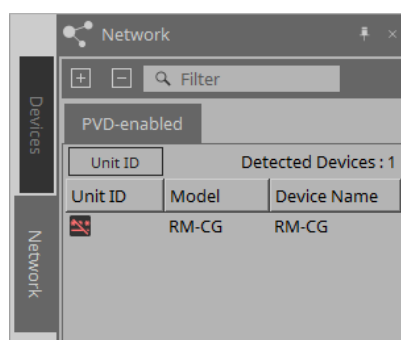 Network
Filter
Devices
PVD-enabled
Unit ID
Detected Devices : 1
Unit ID Model Device Name
RM-CG RM-CG
Network